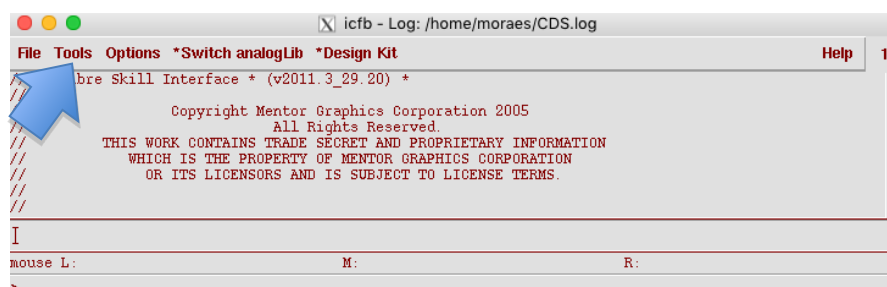 icfb - Log: /home/moraes/CDS.log
File Tools Options *Switch analogLib *Design Kit Help 1
// bre Skill Interface * (v2011.3_29.20) *
//
// Copyright Mentor Graphics Corporation 2005
// All Rights Reserved.
// THIS WORK CONTAINS TRADE SECRET AND PROPRIETARY INFORMATION
// WHICH IS THE PROPERTY OF MENTOR GRAPHICS CORPORATION
// OR ITS LICENSORS AND IS SUBJECT TO LICENSE TERMS.
//
//
mouse L: M: R: